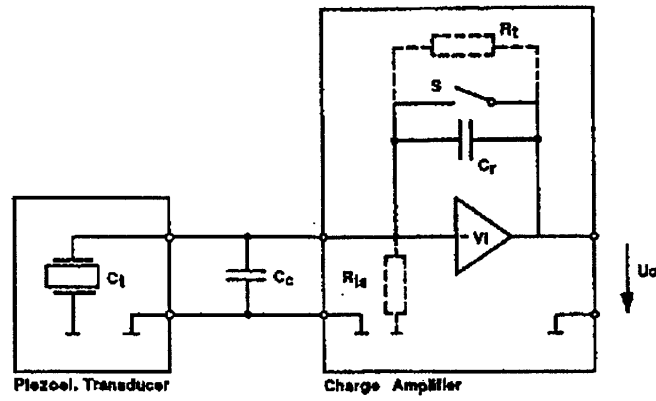 Rt
S
Cr
-VI
Ct
Cc
Ris
Uo
Piezoel. Transducer
Charge Amplifier